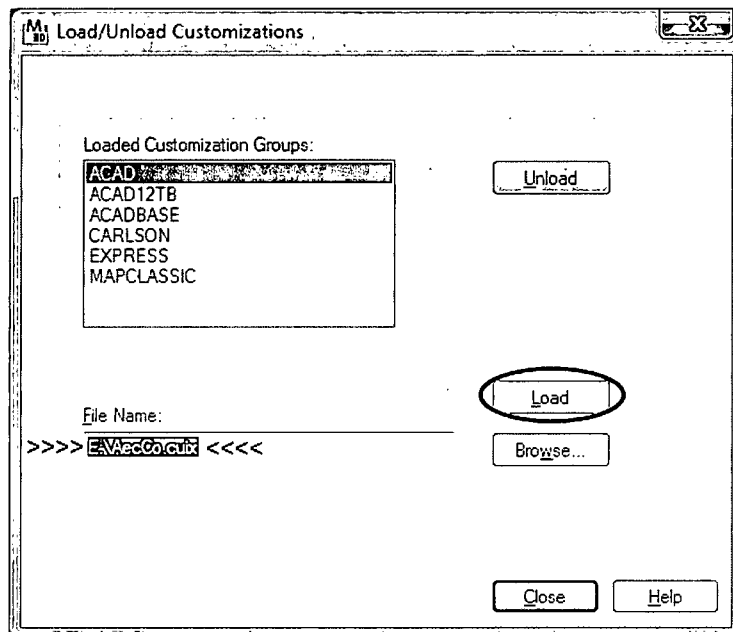 Load/Unload Customizations
Loaded Customization Groups:
ACAD
ACAD12TB
ACADBASE
CARLSON
EXPRESS
MAPCLASSIC
Unload
Load
File Name:
>>>> E:\AecCo.cuix <<<<
Browse...
Close
Help